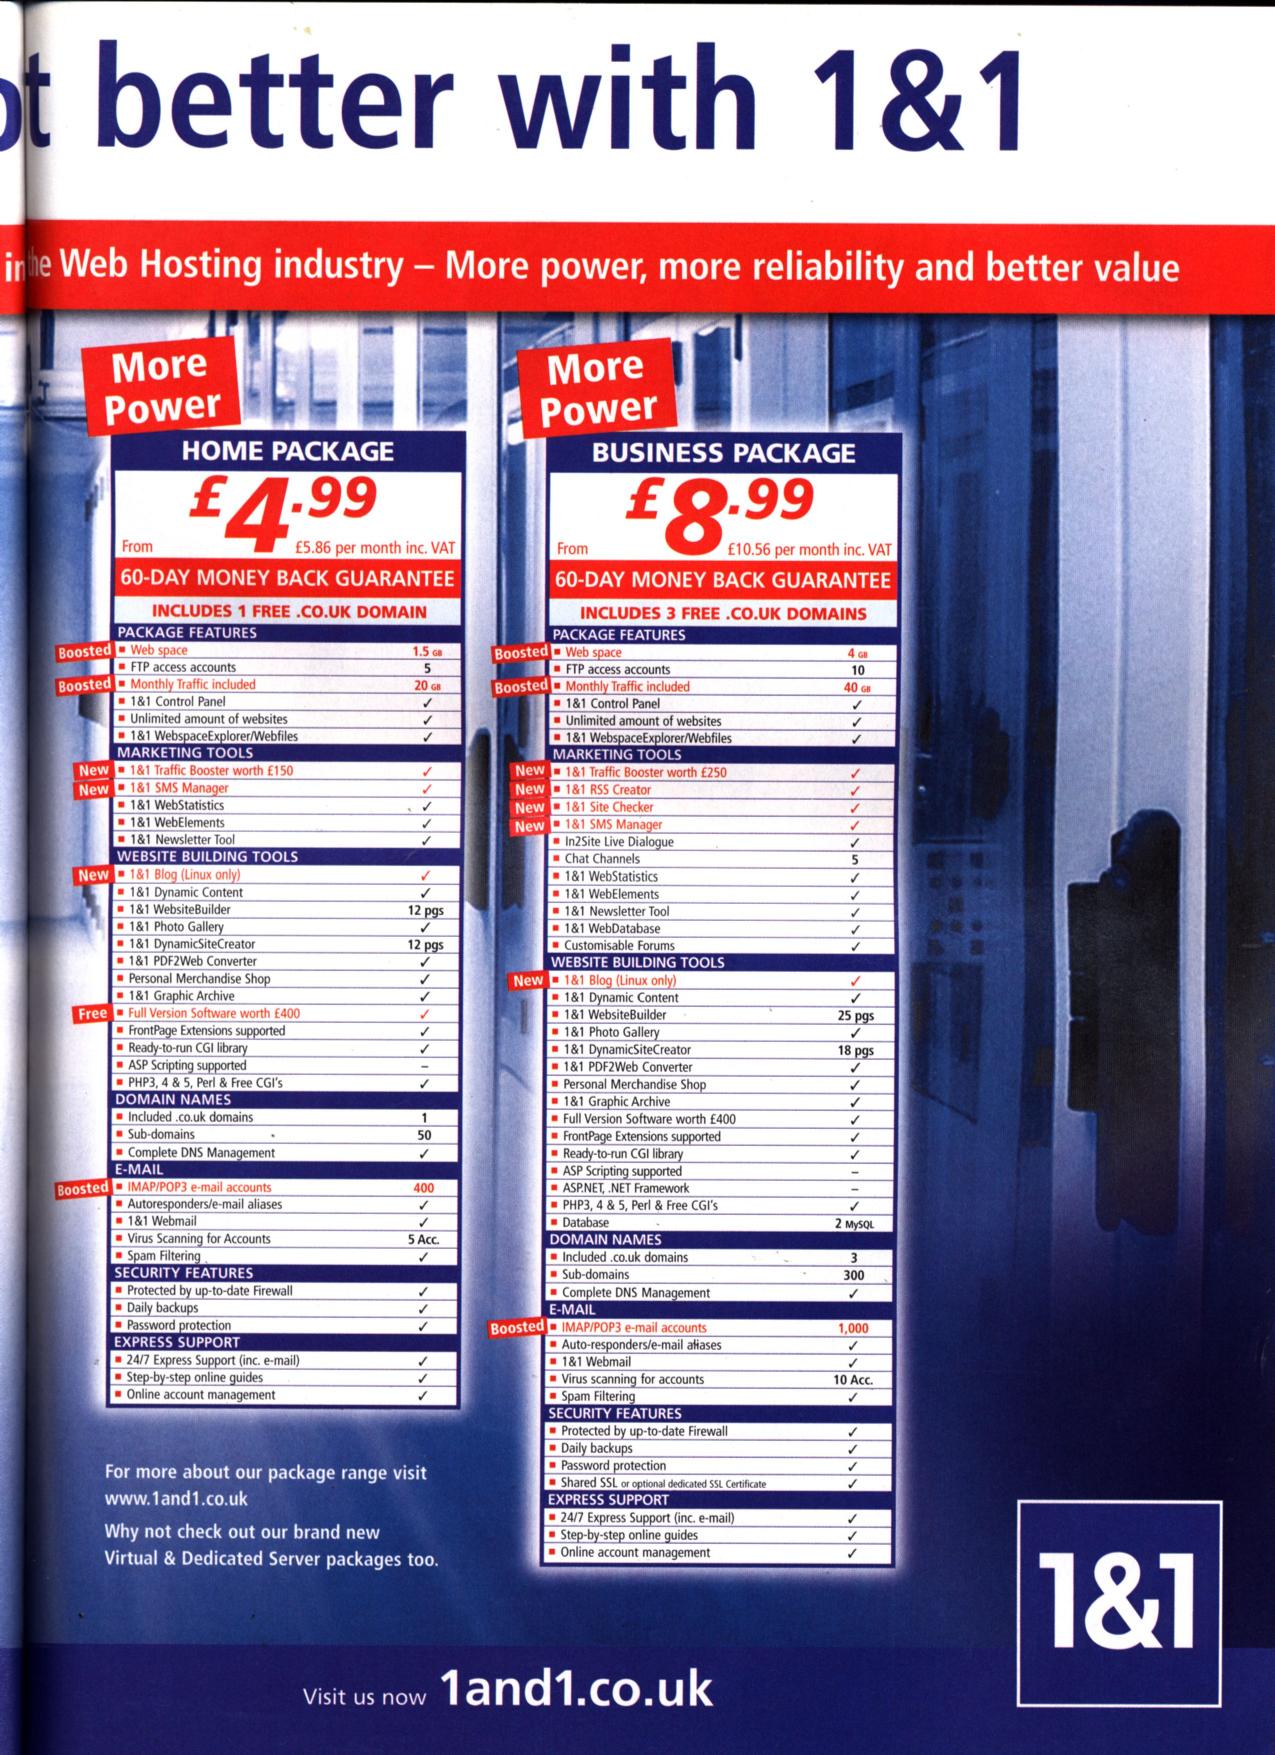 ot better with 1&1
in the Web Hosting industry – More power, more reliability and better value
More
Power
HOME PACKAGE
£4.99
From £5.86 per month inc. VAT
60-DAY MONEY BACK GUARANTEE
INCLUDES 1 FREE .CO.UK DOMAIN
PACKAGE FEATURES
Boosted Web space 1.5 GB
FTP access accounts 5
Boosted Monthly Traffic included 20 GB
1&1 Control Panel ✓
Unlimited amount of websites ✓
1&1 WebspaceExplorer/Webfiles ✓
MARKETING TOOLS
New 1&1 Traffic Booster worth £150 ✓
New 1&1 SMS Manager ✓
1&1 WebStatistics ✓
1&1 WebElements ✓
1&1 Newsletter Tool ✓
WEBSITE BUILDING TOOLS
New 1&1 Blog (Linux only) ✓
1&1 Dynamic Content ✓
1&1 WebsiteBuilder 12 pgs
1&1 Photo Gallery ✓
1&1 DynamicSiteCreator 12 pgs
1&1 PDF2Web Converter ✓
Personal Merchandise Shop ✓
1&1 Graphic Archive ✓
Free Full Version Software worth £400 ✓
FrontPage Extensions supported ✓
Ready-to-run CGI library ✓
ASP Scripting supported –
PHP3, 4 & 5, Perl & Free CGI's ✓
DOMAIN NAMES
Included .co.uk domains 1
Sub-domains 50
Complete DNS Management ✓
E-MAIL
Boosted IMAP/POP3 e-mail accounts 400
Autoresponders/e-mail aliases ✓
1&1 Webmail ✓
Virus Scanning for Accounts 5 Acc.
Spam Filtering ✓
SECURITY FEATURES
Protected by up-to-date Firewall ✓
Daily backups ✓
Password protection ✓
EXPRESS SUPPORT
24/7 Express Support (inc. e-mail) ✓
Step-by-step online guides ✓
Online account management ✓
More
Power
BUSINESS PACKAGE
£8.99
From £10.56 per month inc. VAT
60-DAY MONEY BACK GUARANTEE
INCLUDES 3 FREE .CO.UK DOMAINS
PACKAGE FEATURES
Boosted Web space 4 GB
FTP access accounts 10
Boosted Monthly Traffic included 40 GB
1&1 Control Panel ✓
Unlimited amount of websites ✓
1&1 WebspaceExplorer/Webfiles ✓
MARKETING TOOLS
New 1&1 Traffic Booster worth £250 ✓
New 1&1 RSS Creator ✓
New 1&1 Site Checker ✓
New 1&1 SMS Manager ✓
In2Site Live Dialogue ✓
Chat Channels 5
1&1 WebStatistics ✓
1&1 WebElements ✓
1&1 Newsletter Tool ✓
1&1 WebDatabase ✓
Customisable Forums ✓
WEBSITE BUILDING TOOLS
New 1&1 Blog (Linux only) ✓
1&1 Dynamic Content ✓
1&1 WebsiteBuilder 25 pgs
1&1 Photo Gallery ✓
1&1 DynamicSiteCreator 18 pgs
1&1 PDF2Web Converter ✓
Personal Merchandise Shop ✓
1&1 Graphic Archive ✓
Full Version Software worth £400 ✓
FrontPage Extensions supported ✓
Ready-to-run CGI library ✓
ASP Scripting supported –
ASP.NET, .NET Framework –
PHP3, 4 & 5, Perl & Free CGI's ✓
Database 2 MySQL
DOMAIN NAMES
Included .co.uk domains 3
Sub-domains 300
Complete DNS Management ✓
E-MAIL
Boosted IMAP/POP3 e-mail accounts 1,000
Auto-responders/e-mail aliases ✓
1&1 Webmail ✓
Virus scanning for accounts 10 Acc.
Spam Filtering ✓
SECURITY FEATURES
Protected by up-to-date Firewall ✓
Daily backups ✓
Password protection ✓
Shared SSL or optional dedicated SSL Certificate ✓
EXPRESS SUPPORT
24/7 Express Support (inc. e-mail) ✓
Step-by-step online guides ✓
Online account management ✓
For more about our package range visit
www.1and1.co.uk
Why not check out our brand new
Virtual & Dedicated Server packages too.
1&1
Visit us now 1and1.co.uk